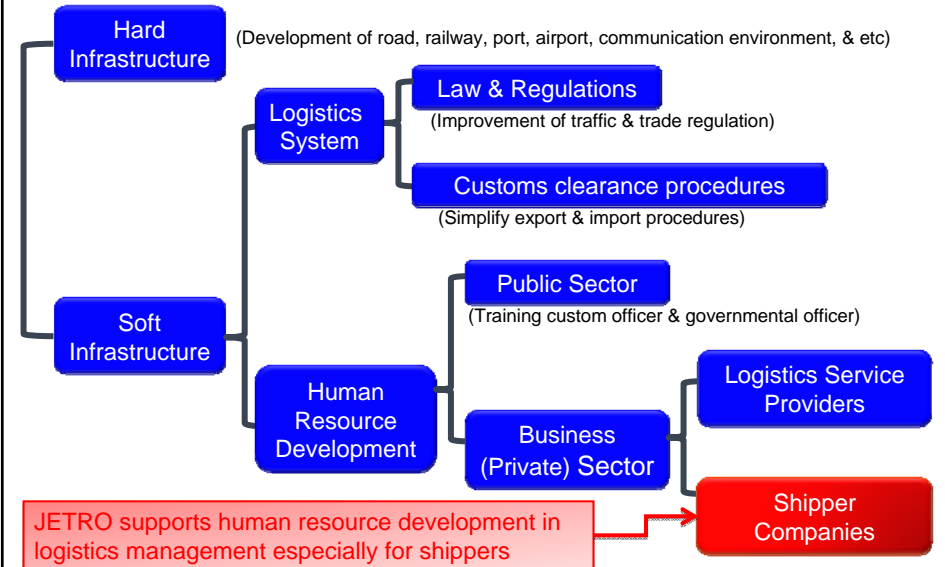 Hard
Infrastructure
(Development of road, railway, port, airport, communication environment, & etc)
Logistics
System
Law & Regulations
(Improvement of traffic & trade regulation)
Customs clearance procedures
(Simplify export & import procedures)
Soft
Infrastructure
Human
Resource
Development
Public Sector
(Training custom officer & governmental officer)
Business
(Private) Sector
Logistics Service
Providers
Shipper
Companies
JETRO supports human resource development in
logistics management especially for shippers